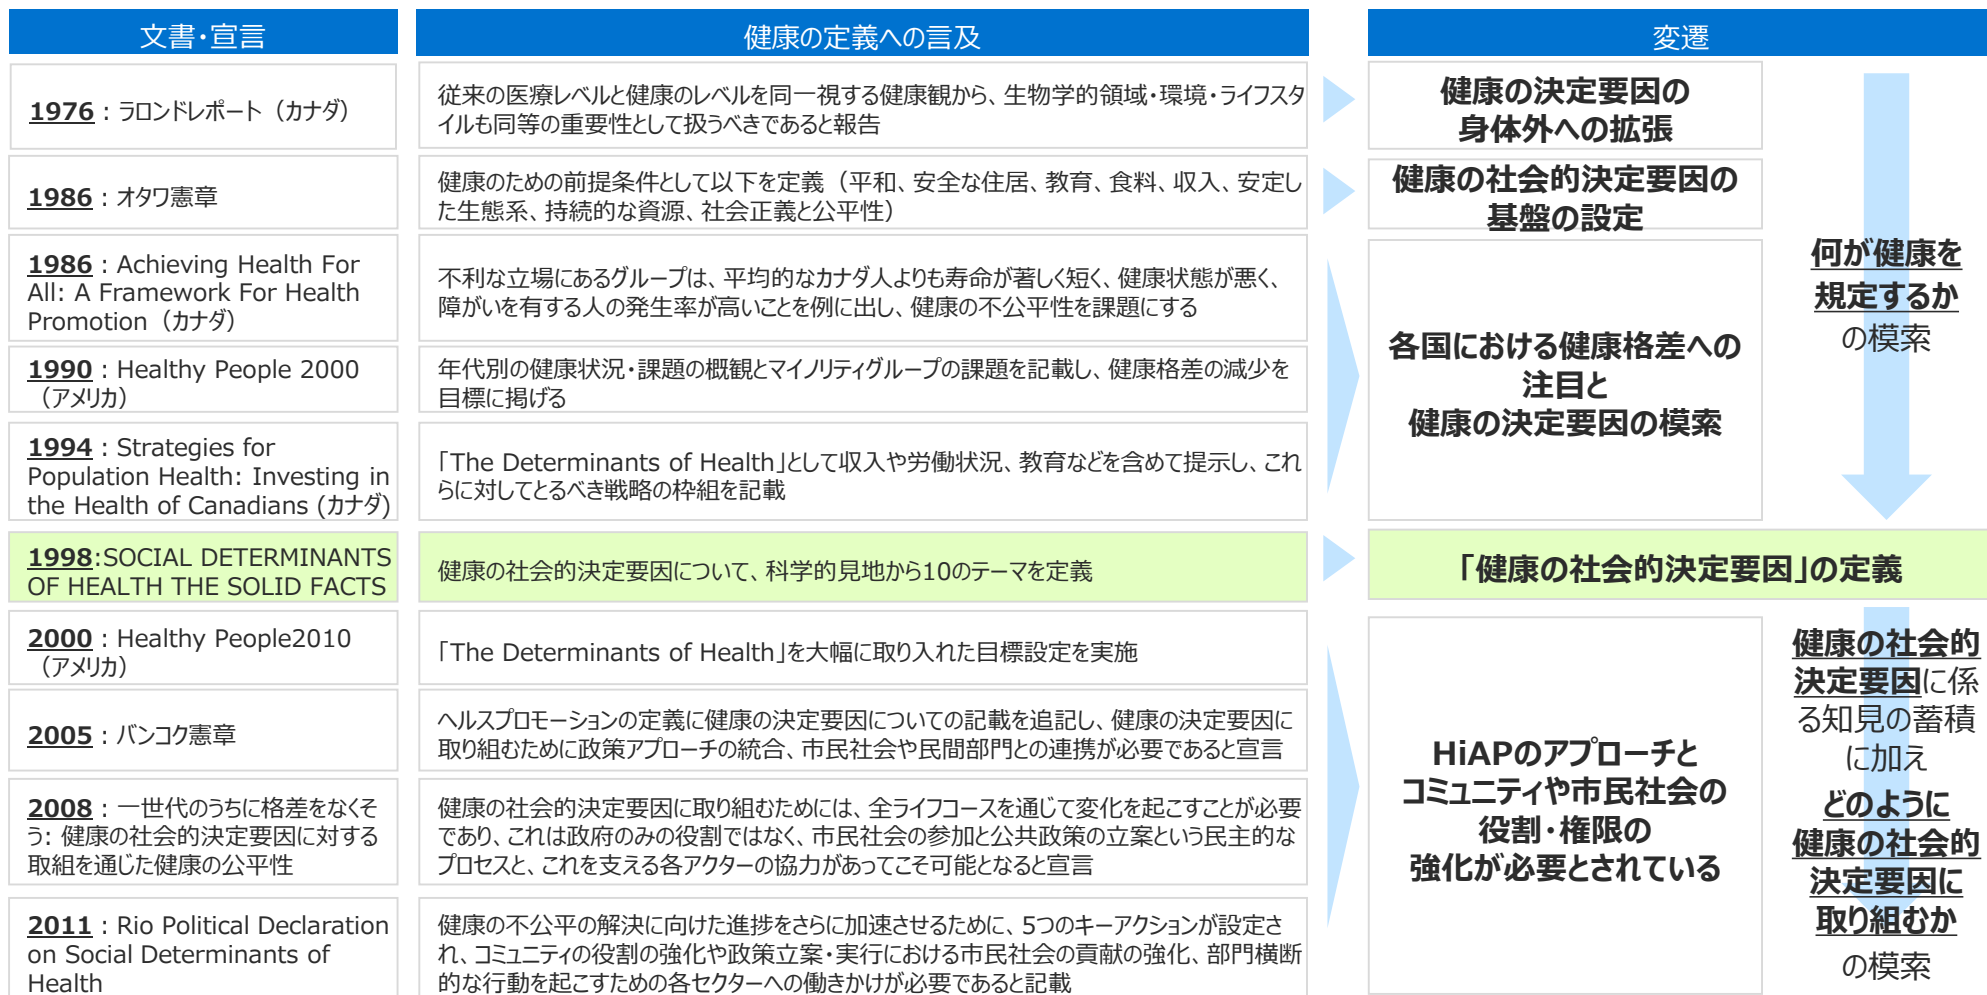 文書・宣言
健康の定義への言及
変遷
1976：ラロンドレポート（カナダ）
従来の医療レベルと健康のレベルを同一視する健康観から、生物学的領域・環境・ライフスタ
イルも同等の重要性として扱うべきであると報告
健康の決定要因の
身体外への拡張
1986：オタワ憲章
健康のための前提条件として以下を定義（平和、安全な住居、教育、食料、収入、安定し
た生態系、持続的な資源、社会正義と公平性）
健康の社会的決定要因の
基盤の設定
1986：Achieving Health For
All: A Framework For Health
Promotion（カナダ）
不利な立場にあるグループは、平均的なカナダ人よりも寿命が著しく短く、健康状態が悪く、
障がいを有する人の発生率が高いことを例に出し、健康の不公平性を課題にする
1990：Healthy People 2000
（アメリカ）
年代別の健康状況・課題の概観とマイノリティグループの課題を記載し、健康格差の減少を
目標に掲げる
1994：Strategies for
Population Health: Investing in
the Health of Canadians (カナダ)
「The Determinants of Health」として収入や労働状況、教育などを含めて提示し、これ
らに対してとるべき戦略の枠組を記載
各国における健康格差への
注目と
健康の決定要因の模索
何が健康を
規定するか
の模索
1998:SOCIAL DETERMINANTS
OF HEALTH THE SOLID FACTS
健康の社会的決定要因について、科学的見地から10のテーマを定義
「健康の社会的決定要因」の定義
2000：Healthy People2010
（アメリカ）
「The Determinants of Health」を大幅に取り入れた目標設定を実施
2005：バンコク憲章
ヘルスプロモーションの定義に健康の決定要因についての記載を追記し、健康の決定要因に
取り組むために政策アプローチの統合、市民社会や民間部門との連携が必要であると宣言
2008：一世代のうちに格差をなくそ
う: 健康の社会的決定要因に対する
取組を通じた健康の公平性
健康の社会的決定要因に取り組むためには、全ライフコースを通じて変化を起こすことが必要
であり、これは政府のみの役割ではなく、市民社会の参加と公共政策の立案という民主的な
プロセスと、これを支える各アクターの協力があってこそ可能となると宣言
2011：Rio Political Declaration
on Social Determinants of
Health
健康の不公平の解決に向けた進捗をさらに加速させるために、5つのキーアクションが設定さ
れ、コミュニティの役割の強化や政策立案・実行における市民社会の貢献の強化、部門横断
的な行動を起こすための各セクターへの働きかけが必要であると記載
HiAPのアプローチと
コミュニティや市民社会の
役割・権限の
強化が必要とされている
健康の社会的
決定要因に係
る知見の蓄積
に加え
どのように
健康の社会的
決定要因に
取り組むか
の模索